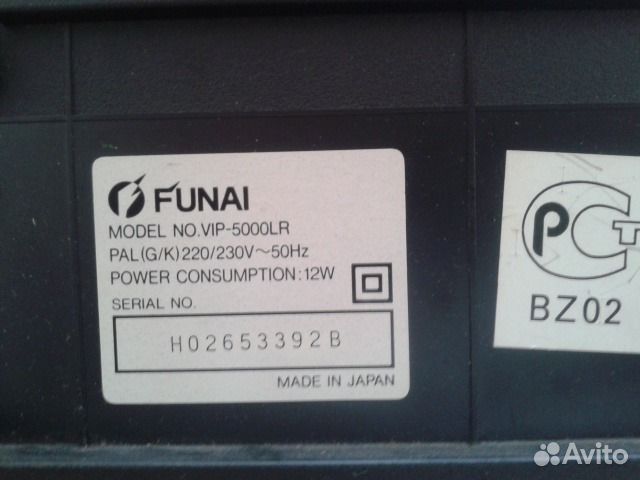 FUNAI
MODEL NO.VIP-5000LR
PAL(G/K)220/230V~50Hz
POWER CONSUMPTION:12W
SERIAL NO.
H02653392B
MADE IN JAPAN
РСТ
BZ02
Avito